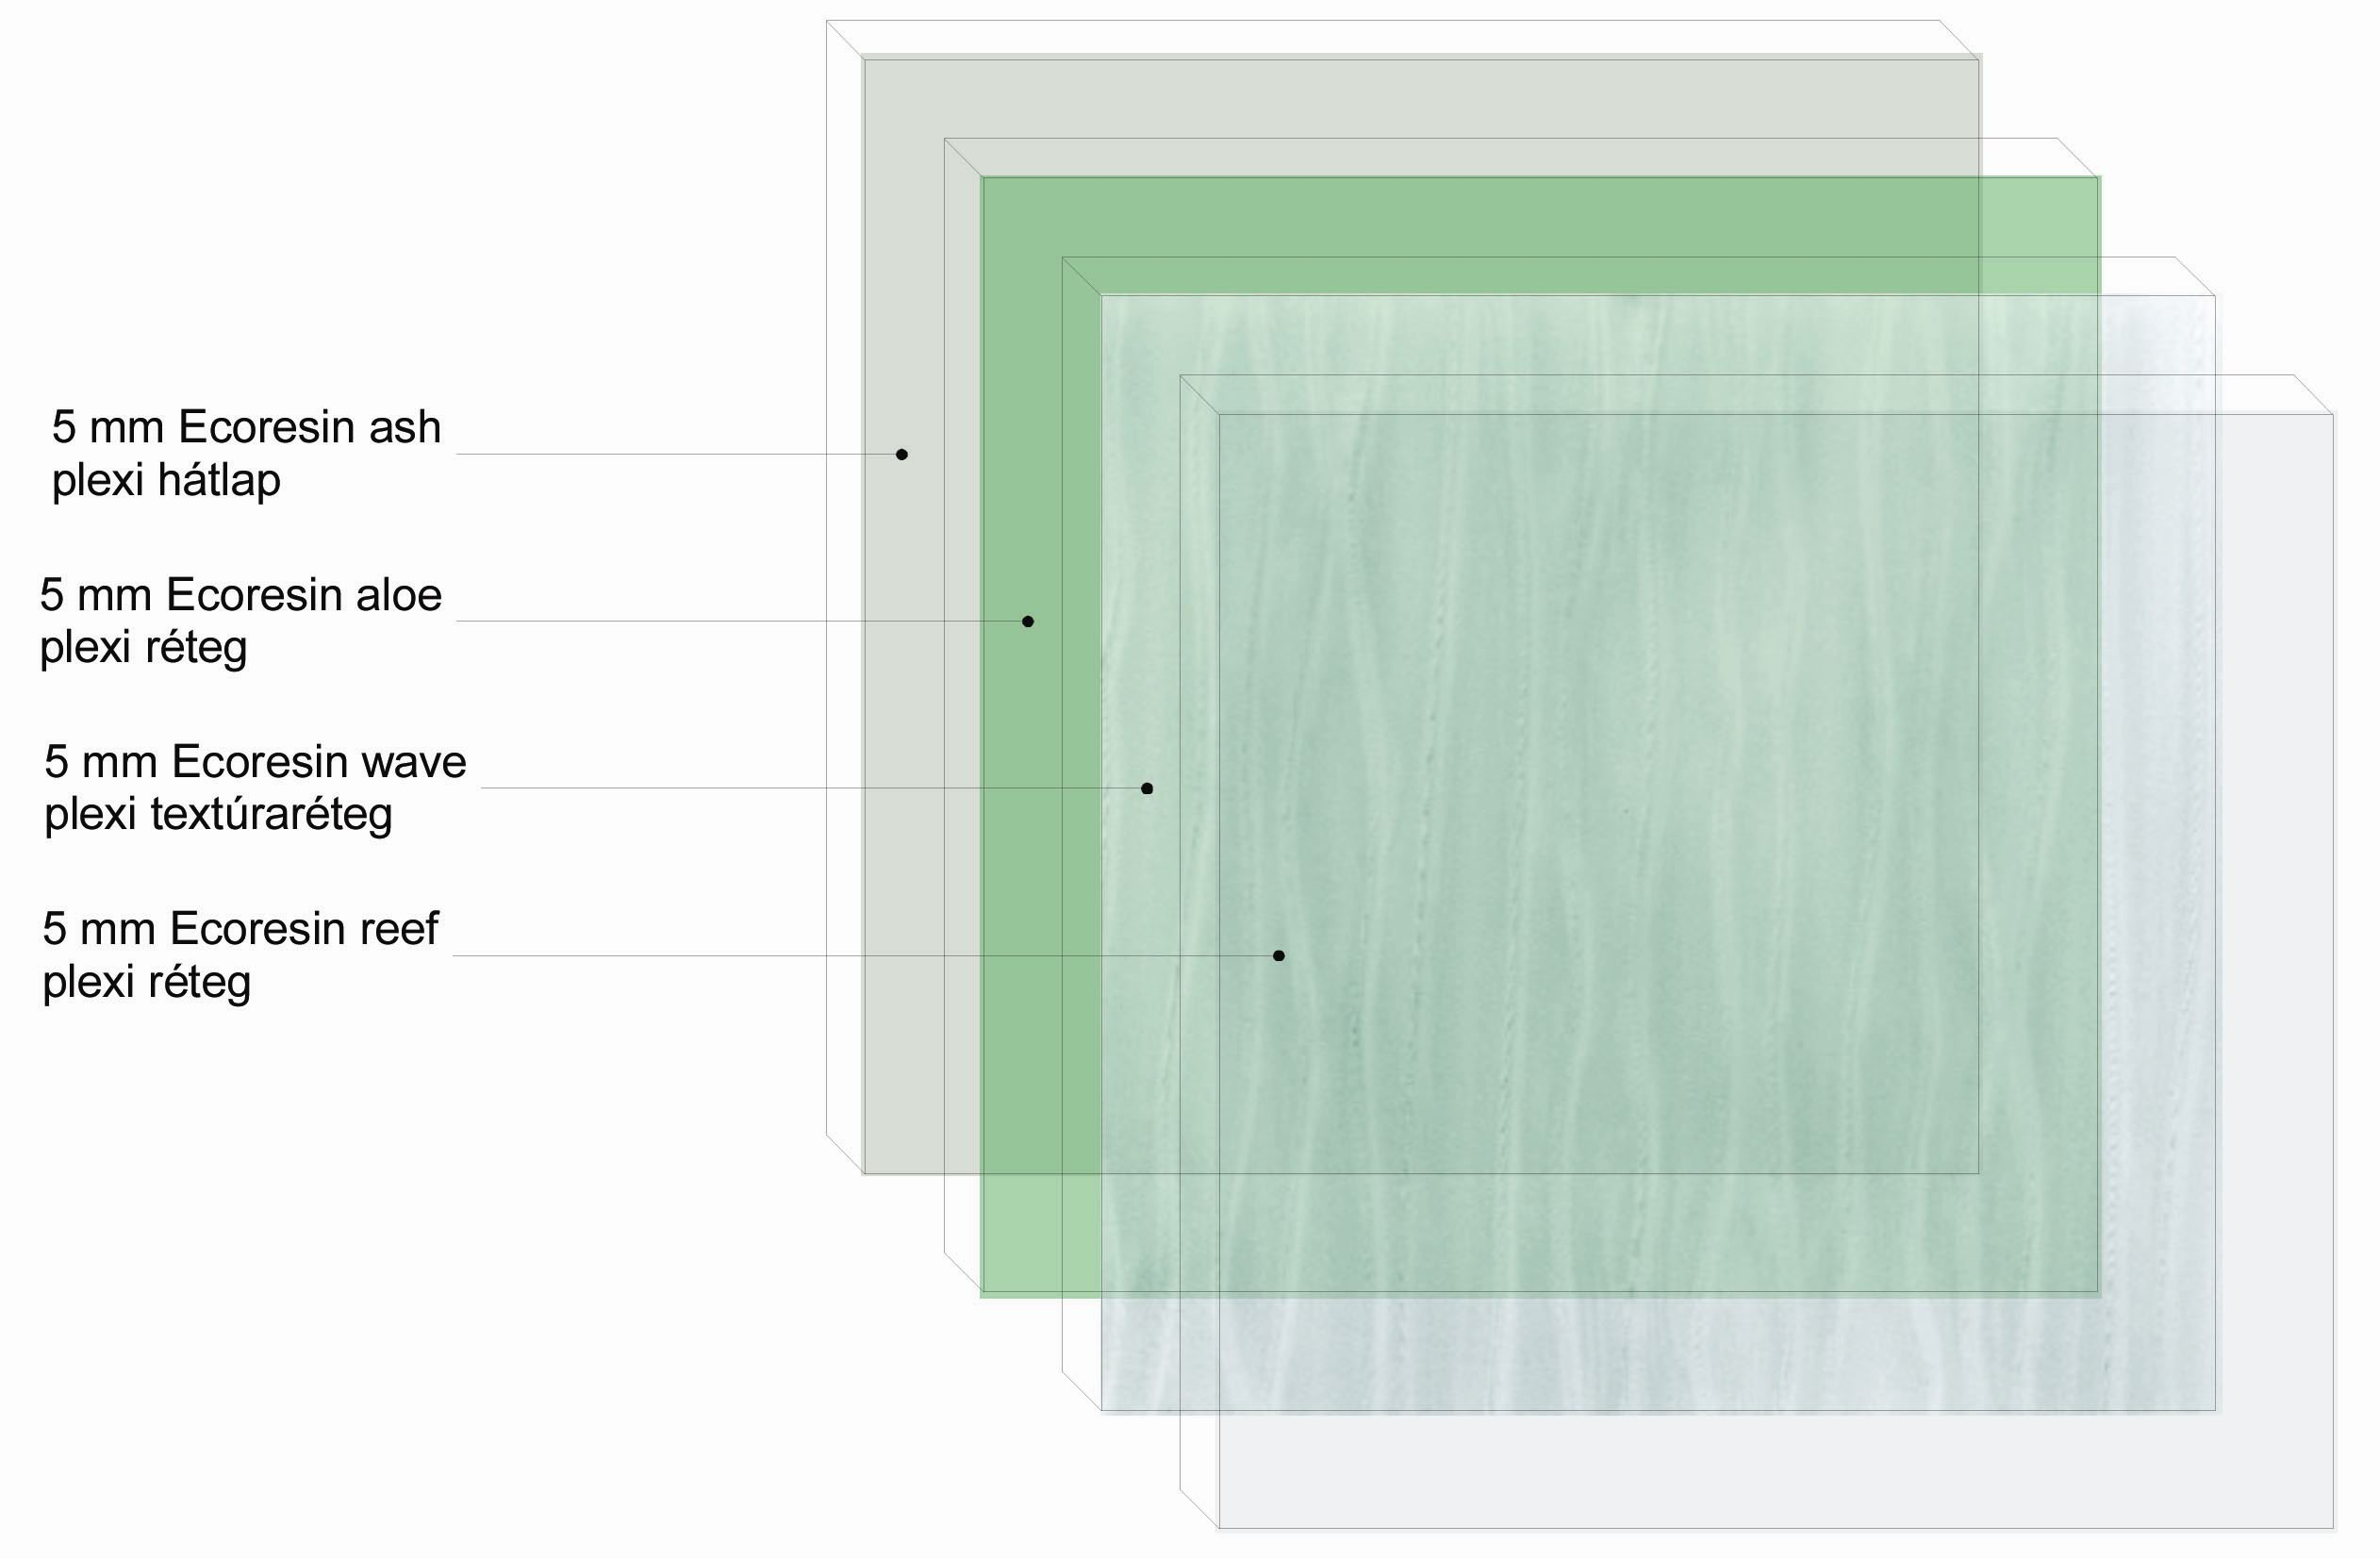 5 mm Ecoresin ash
plexi hátlap
5 mm Ecoresin aloe
plexi réteg
5 mm Ecoresin wave
plexi textúraréteg
5 mm Ecoresin reef
plexi réteg